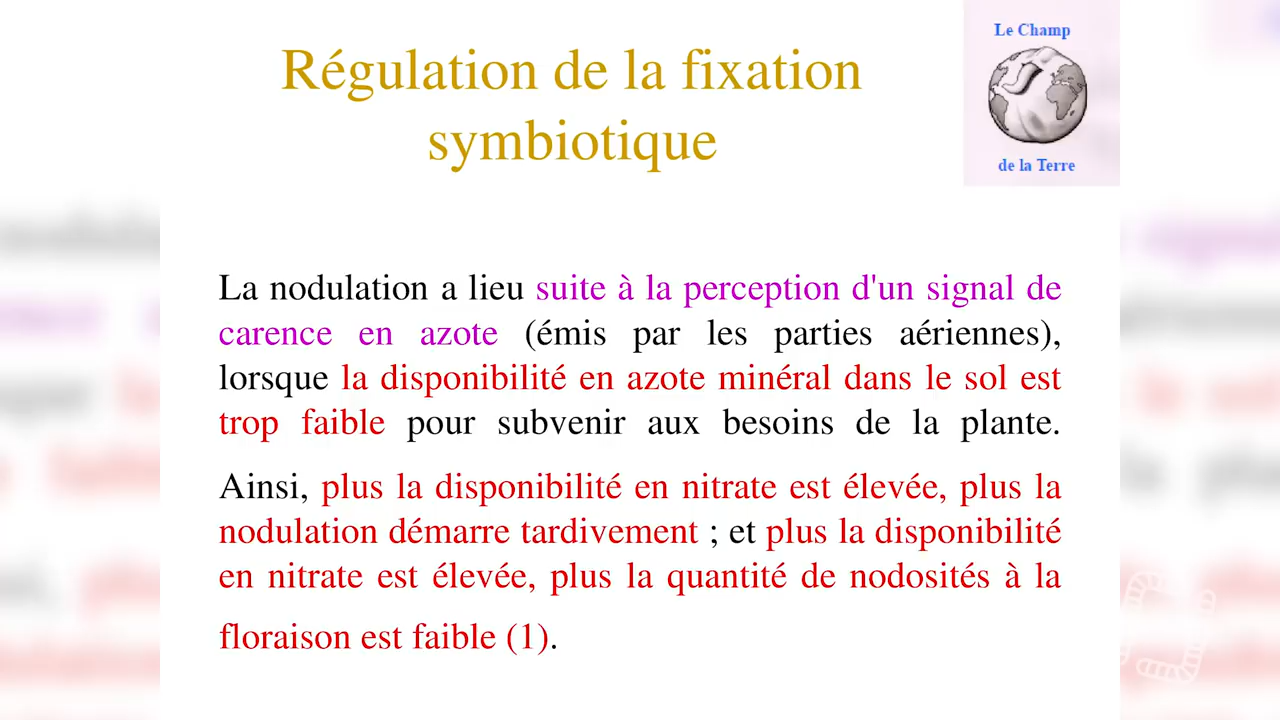 Régulation de la fixation
symbiotique
Le Champ
de la Terre
La nodulation a lieu suite à la perception d'un signal de
carence en azote (émis par les parties aériennes),
lorsque la disponibilité en azote minéral dans le sol est
trop faible pour subvenir aux besoins de la plante.
Ainsi, plus la disponibilité en nitrate est élevée, plus la
nodulation démarre tardivement ; et plus la disponibilité
en nitrate est élevée, plus la quantité de nodosités à la
floraison est faible (1).